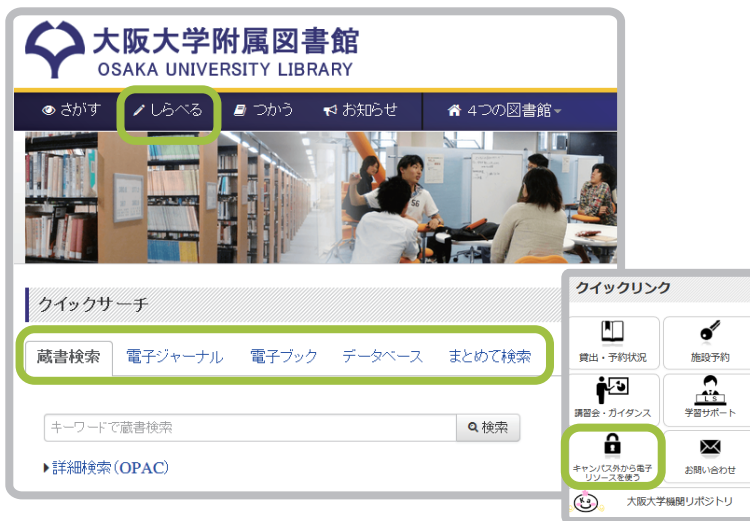 大阪大学附属図書館
OSAKA UNIVERSITY LIBRARY
さがす しらべる つかう お知らせ 4つの図書館
クイックサーチ
蔵書検索 電子ジャーナル 電子ブック データベース まとめて検索
キーワードで蔵書検索 検索
詳細検索(OPAC)
クイックリンク
貸出・予約状況 施設予約
講習会・ガイダンス 学習サポート
キャンパス外から電子
リソースを使う
お問い合わせ
大阪大学機関リポジトリ